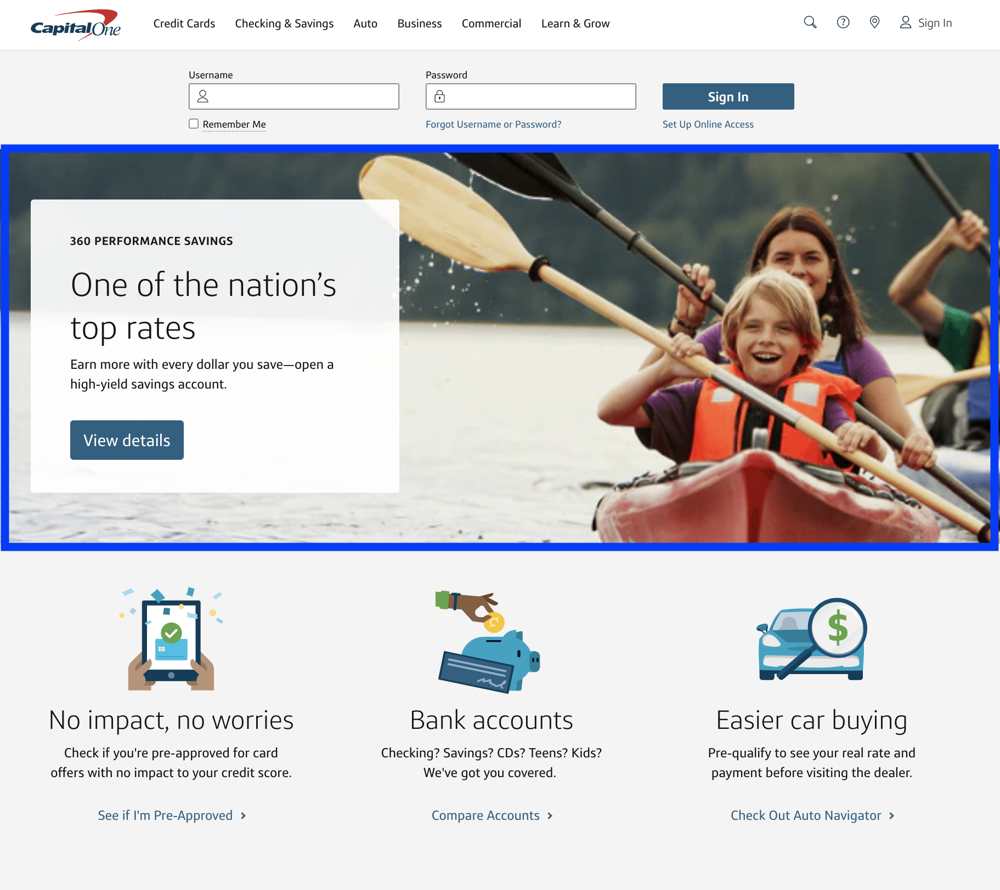 CapitalOne
Credit Cards
Checking & Savings
Auto
Business
Commercial
Learn & Grow
Sign In
Username
Password
Sign In
Remember Me
Forgot Username or Password?
Set Up Online Access
360 PERFORMANCE SAVINGS
One of the nation’s
top rates
Earn more with every dollar you save—open a
high-yield savings account.
View details
$
No impact, no worries
Check if you're pre-approved for card
offers with no impact to your credit score.
See if I'm Pre-Approved
Bank accounts
Checking? Savings? CDs? Teens? Kids?
We've got you covered.
Compare Accounts
Easier car buying
Pre-qualify to see your real rate and
payment before visiting the dealer.
Check Out Auto Navigator